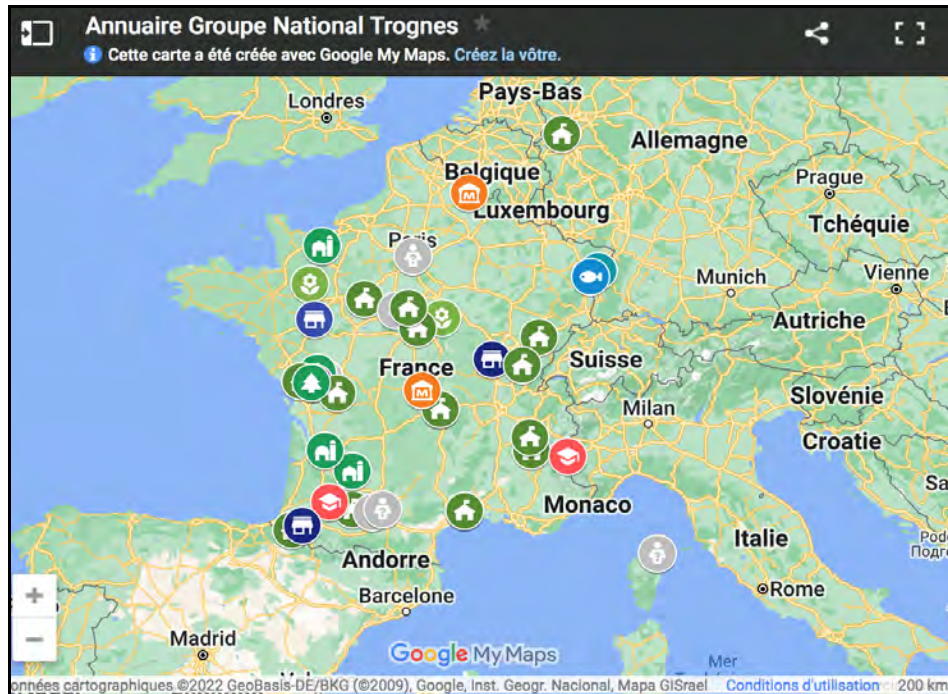 Annuaire Groupe National Trognes
Cette carte a été créée avec Google My Maps. Créez la vôtre.
Londres
Pays-Bas
Allemagne
Belgique
Prague
Luxembourg
Tchéquie
Paris
Munich
Vienne
Autriche
France
Suisse
Slovénie
Milan
Croatie
Sa
Monaco
Italie
Andorre
Barcelone
Rome
Madrid
Google My Maps
Mer
onnées cartographiques ©2022 GeoBasis-DE/BKG (©2009), Google, Inst. Geogr. Nacional, Mapa GISrael
Conditions d'utilisation
200 km